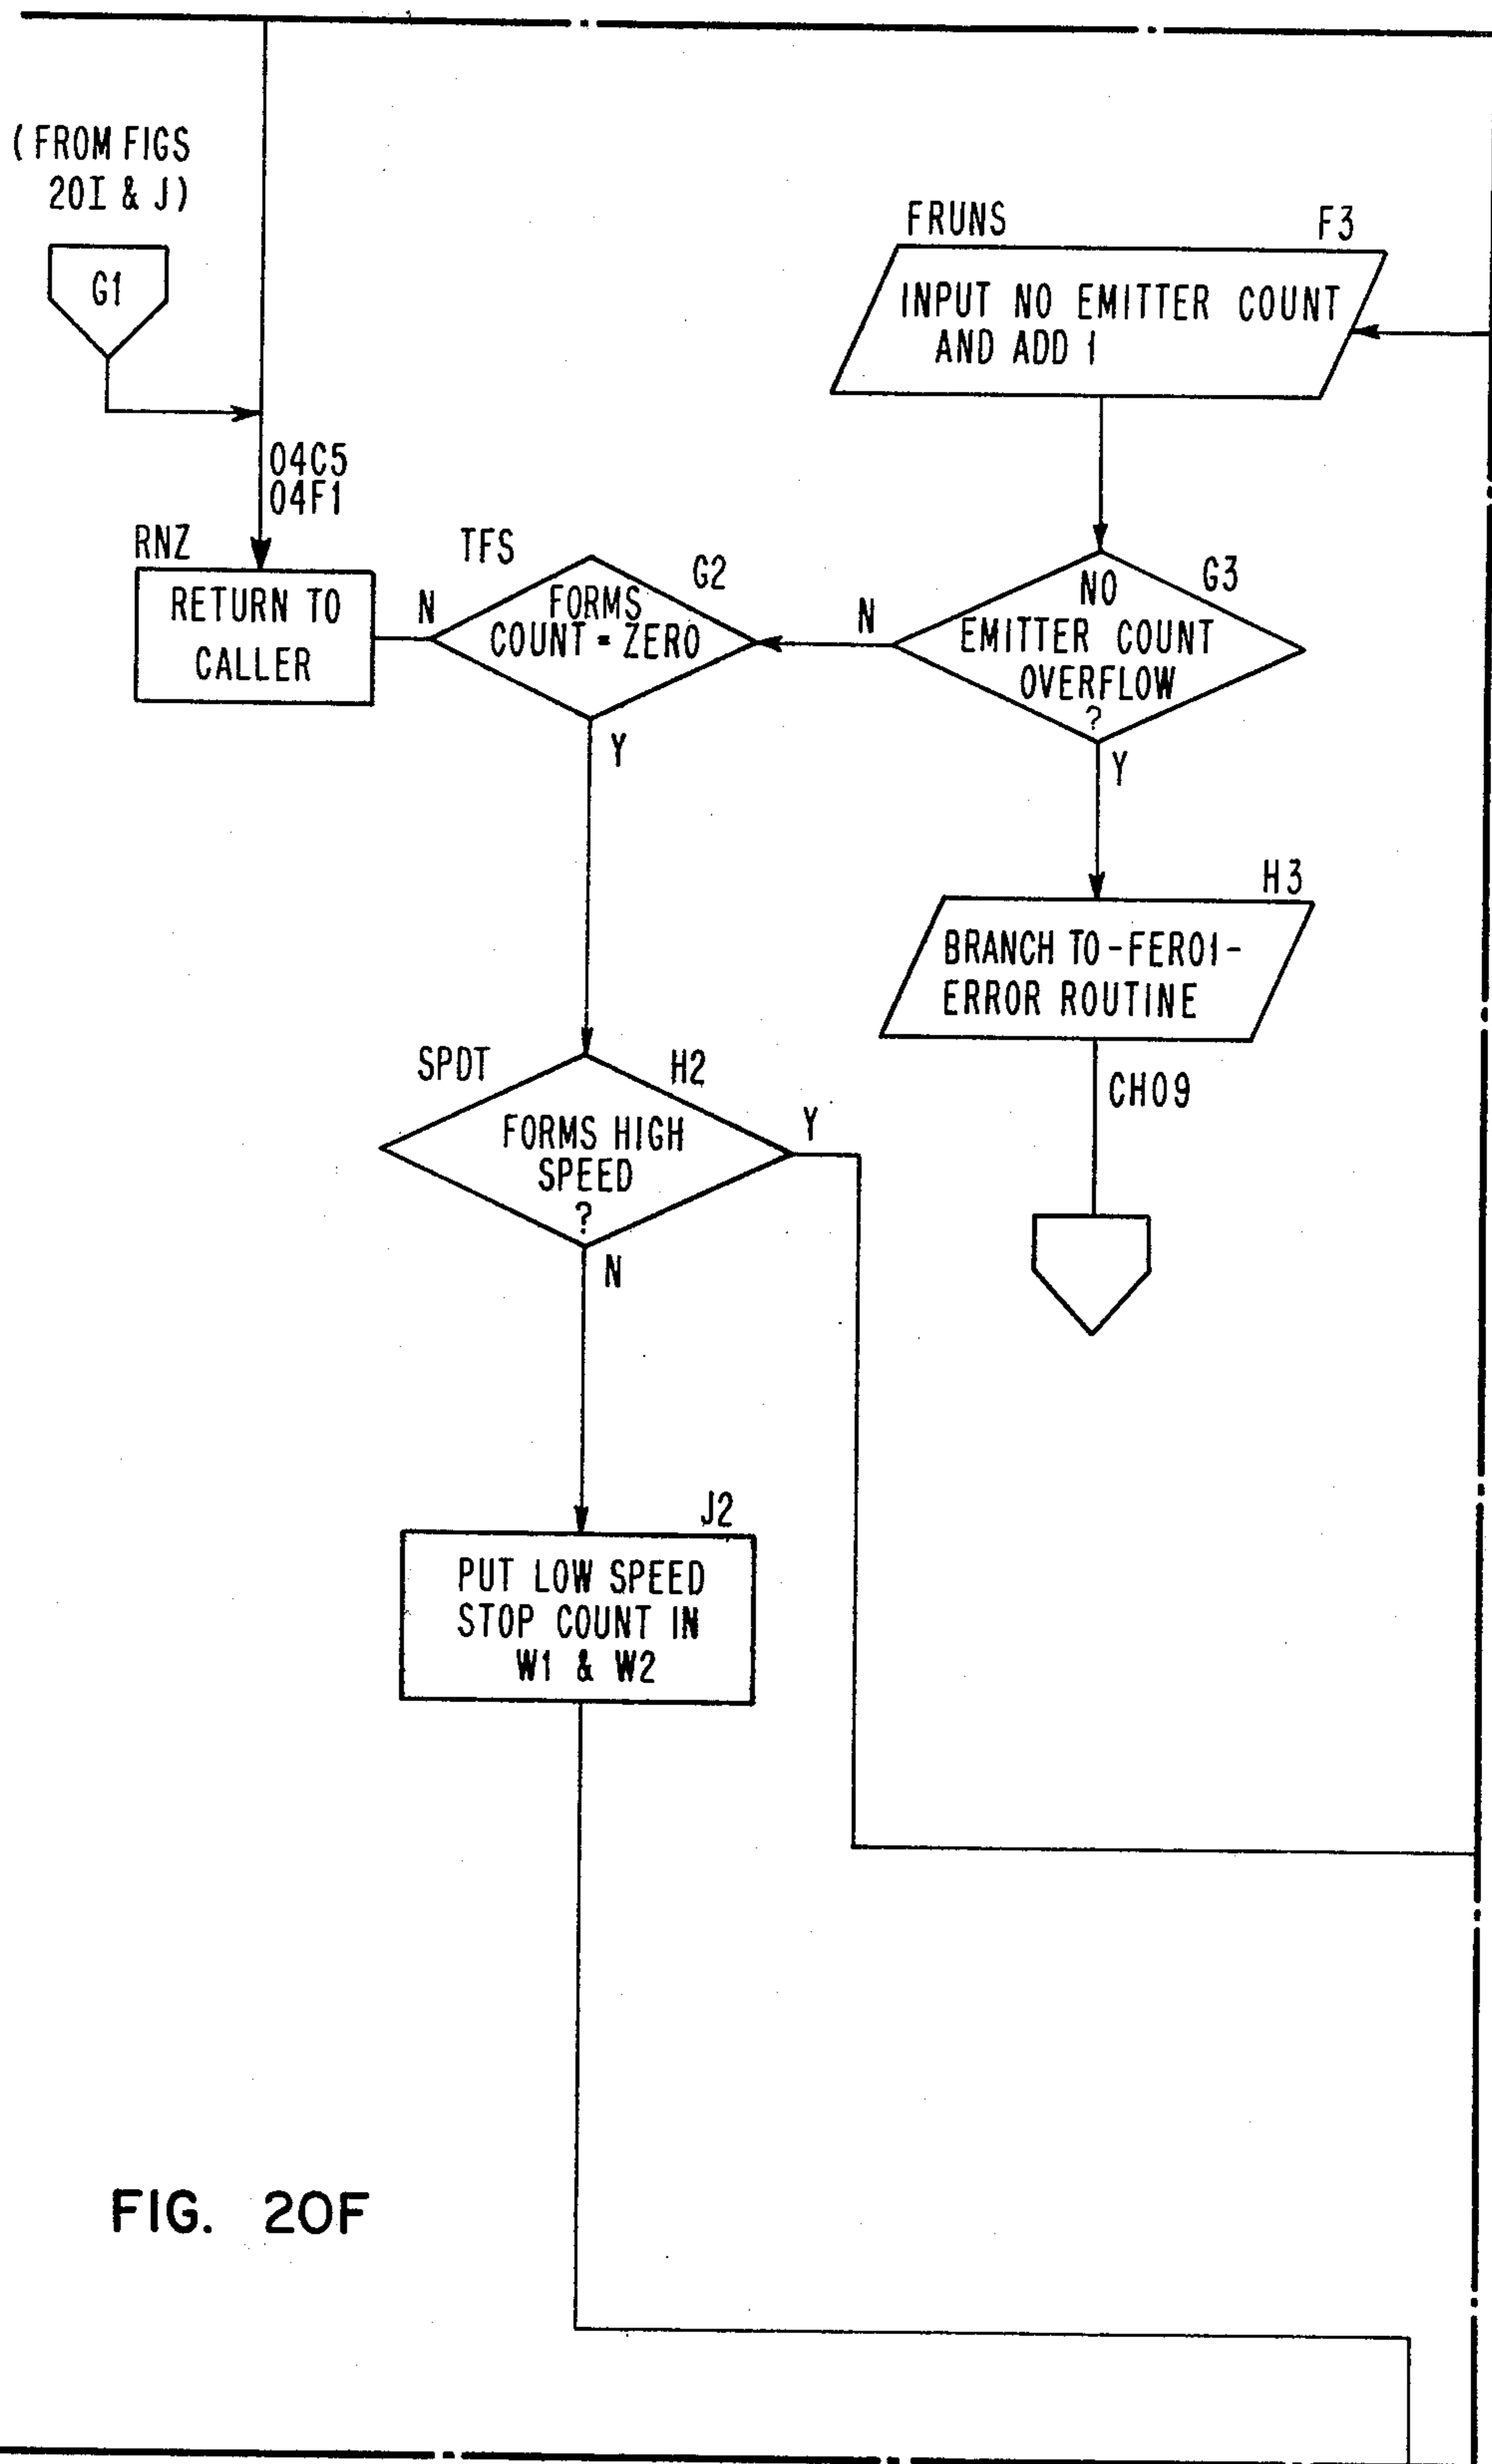 (FROM FIGS
20I & J)
G1
04C5
04F1
RNZ
RETURN TO
CALLER
FRUNS
F3
INPUT NO EMITTER COUNT
AND ADD 1
TFS
G2
FORMS
COUNT = ZERO
N
Y
G3
NO
EMITTER COUNT
OVERFLOW
?
N
Y
H3
BRANCH TO -FER01-
ERROR ROUTINE
CH09
SPDT
H2
FORMS HIGH
SPEED
?
Y
N
J2
PUT LOW SPEED
STOP COUNT IN
W1 & W2
FIG. 20F